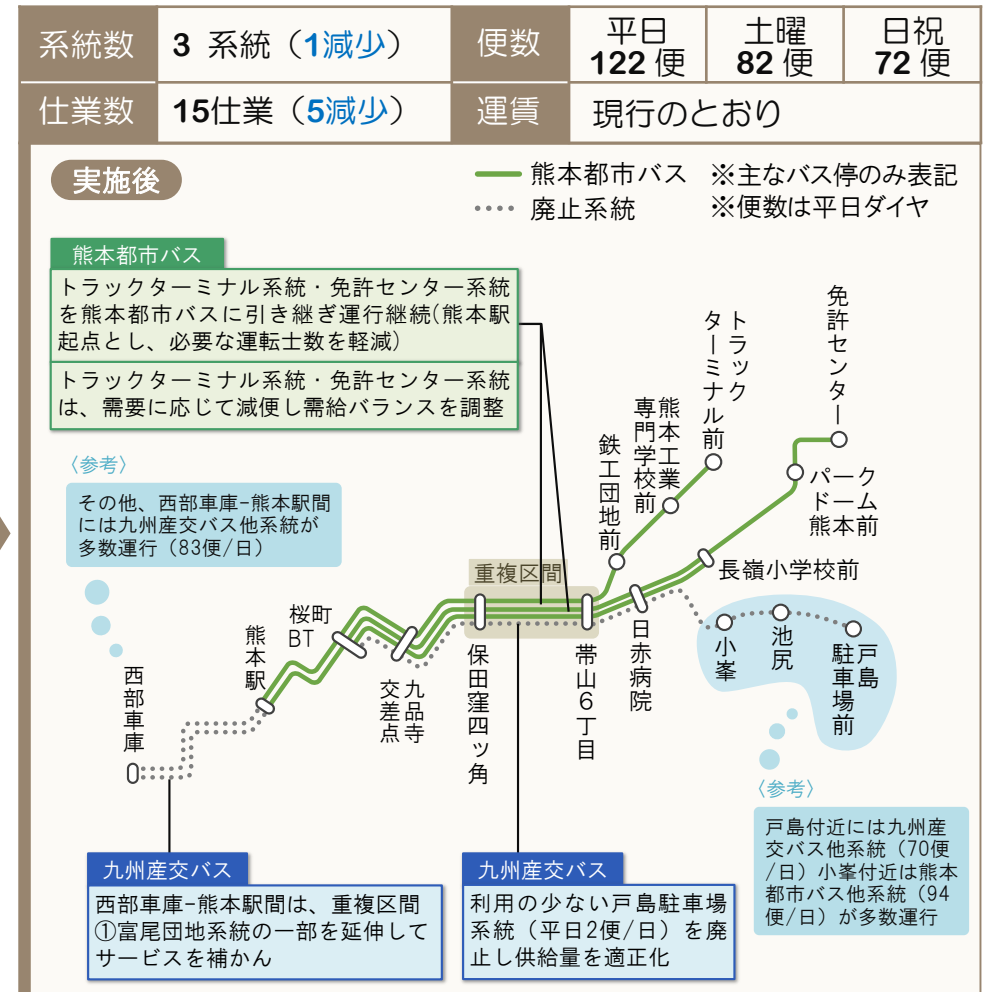 系統数 3 系統（1減少） 便数 平日 122 便 土曜 82 便 日祝 72 便
仕業数 15仕業（5減少） 運賃 現行のとおり
実施後
熊本都市バス ※主なバス停のみ表記
廃止系統 ※便数は平日ダイヤ
熊本都市バス
トラックターミナル系統・免許センター系統
を熊本都市バスに引き継ぎ運行継続(熊本駅
起点とし、必要な運転士数を軽減)
トラックターミナル系統・免許センター系統
は、需要に応じて減便し需給バランスを調整
〈参考〉
その他、西部車庫-熊本駅間
には九州産交バス他系統が
多数運行（83便/日）
重複区間
西部車庫
熊本駅
桜町
BT
九品寺
交差点
保田窪四ッ角
帯山6丁目
鉄工団地前
熊本工業
専門学校前
トラック
ターミナル前
免許センター
パーク
ドーム
熊本前
長嶺小学校前
日赤病院
小峯
池尻
戸島
駐車場前
〈参考〉
戸島付近には九州産
交バス他系統（70便
/日）小峯付近は熊本
都市バス他系統（94
便/日）が多数運行
九州産交バス
西部車庫-熊本駅間は、重複区間
①富尾団地系統の一部を延伸して
サービスを補かん
九州産交バス
利用の少ない戸島駐車場
系統（平日2便/日）を廃
止し供給量を適正化